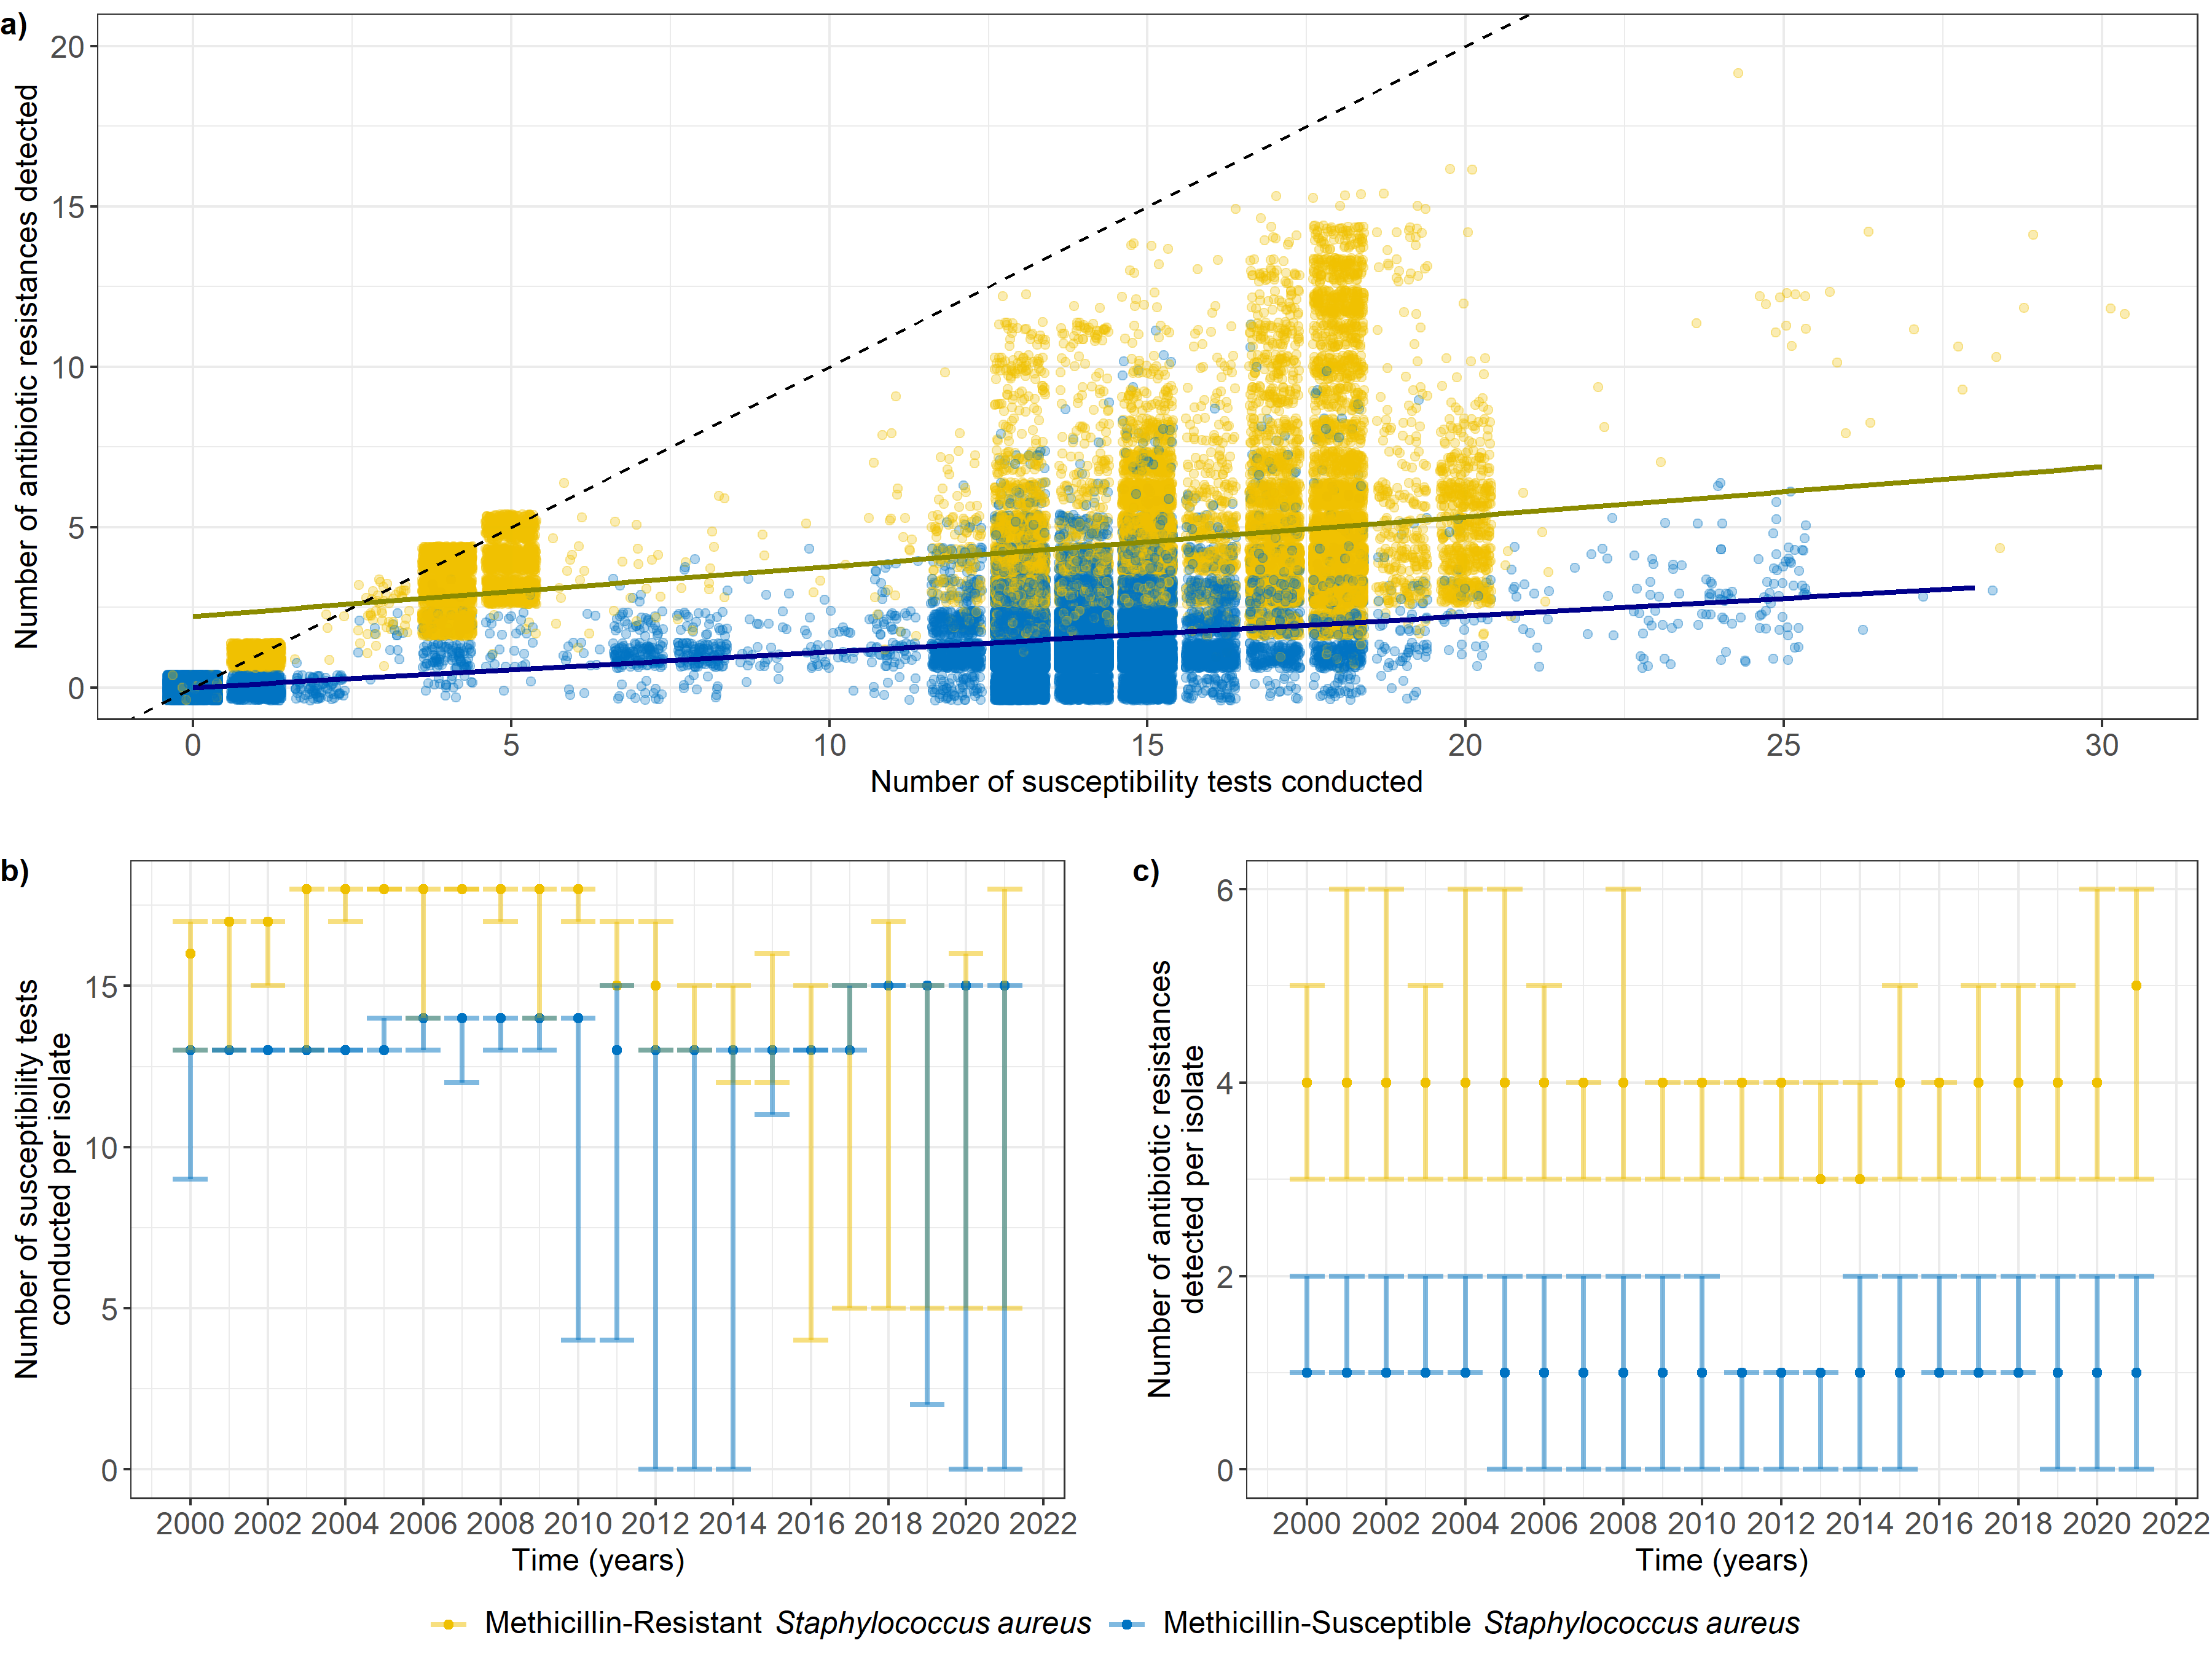 a)
Number of antibiotic resistances detected
20
15
10
5
0
0 5 10 15 20 25 30
Number of susceptibility tests conducted
b)
Number of susceptibility tests
conducted per isolate
15
10
5
0
2000 2002 2004 2006 2008 2010 2012 2014 2016 2018 2020 2022
Time (years)
c)
Number of antibiotic resistances
detected per isolate
6
4
2
0
2000 2002 2004 2006 2008 2010 2012 2014 2016 2018 2020 2022
Time (years)
Methicillin-Resistant Staphylococcus aureus Methicillin-Susceptible Staphylococcus aureus